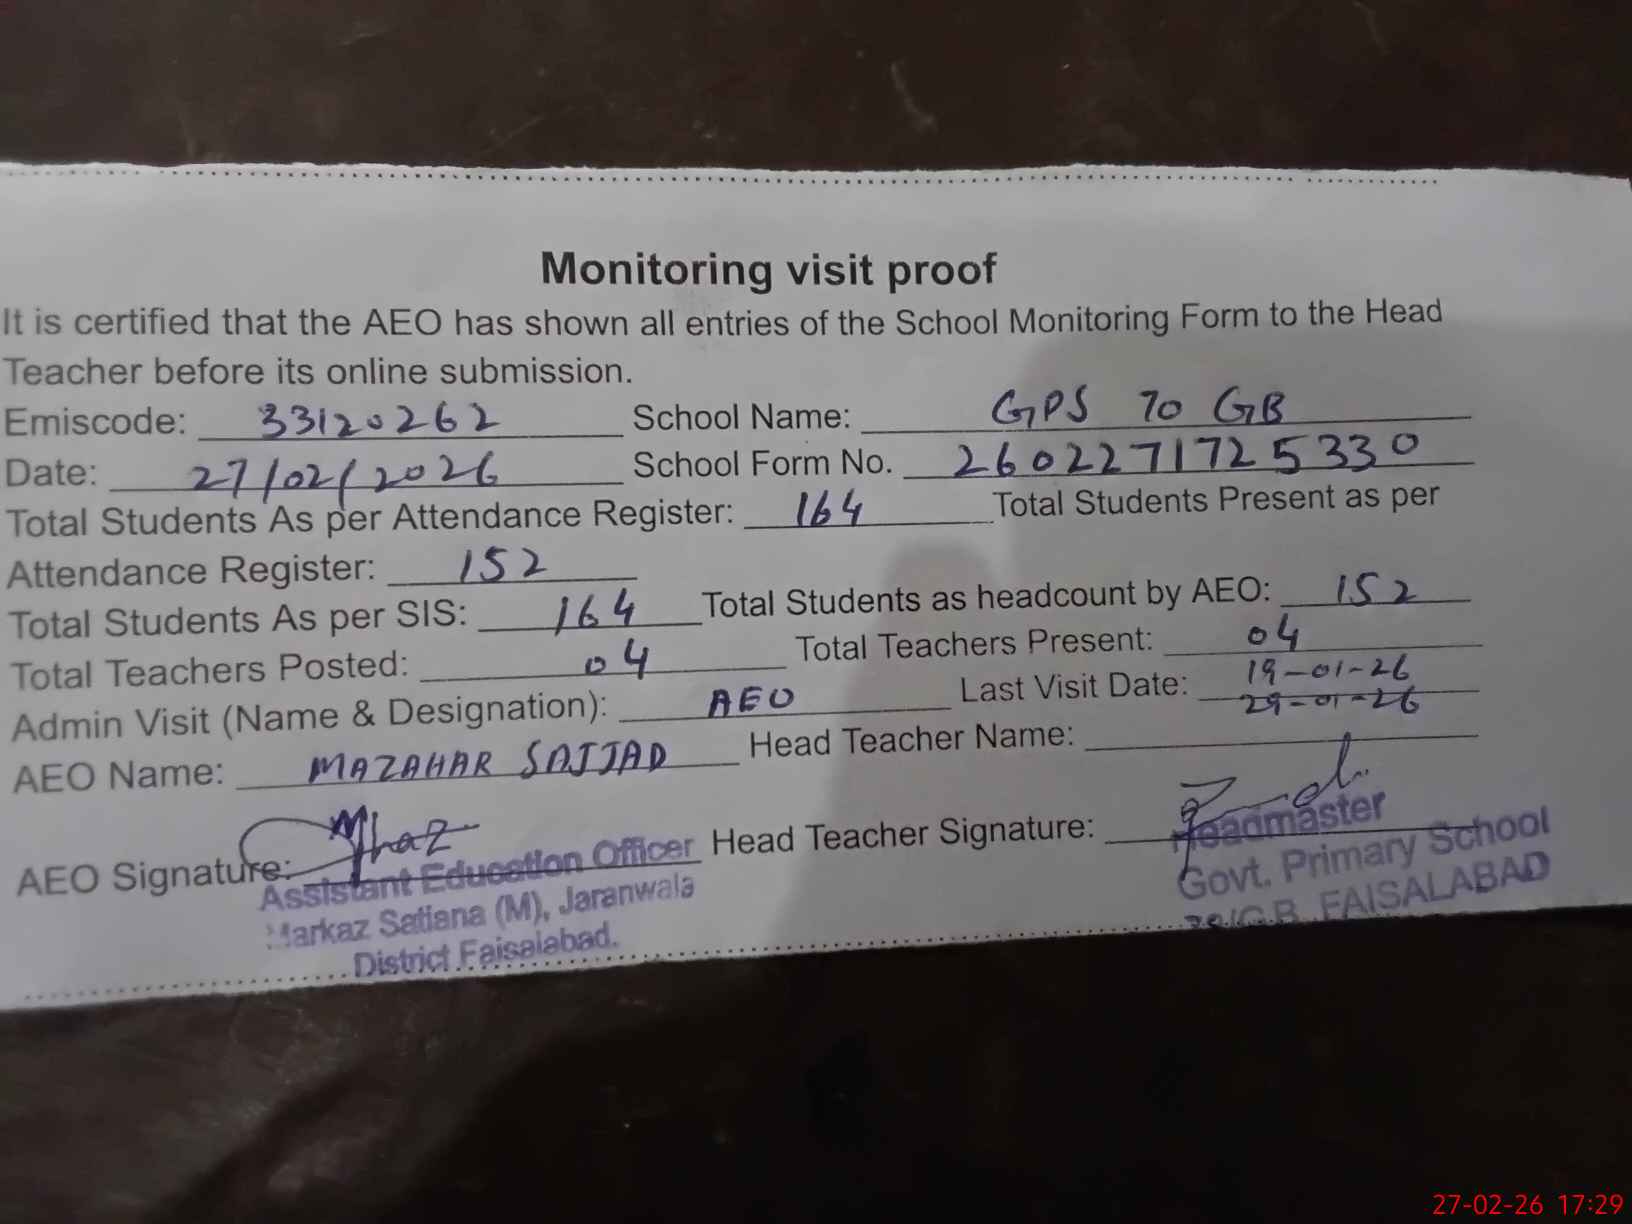 Monitoring visit proof
It is certified that the AEO has shown all entries of the School Monitoring Form to the Head
Teacher before its online submission.
Emiscode: 33120262 School Name: GPS 70 GB
Date: 27/02/2026 School Form No. 2602271725330
Total Students As per Attendance Register: 164 Total Students Present as per
Attendance Register: 152
Total Students As per SIS: 164 Total Students as headcount by AEO: 152
Total Teachers Posted: 04 Total Teachers Present: 04
Admin Visit (Name & Designation): AEO Last Visit Date: 19-01-26
29-01-26
AEO Name: MAZAHAR SAJJAD Head Teacher Name:
AEO Signature: Head Teacher Signature:
Assistant Education Officer
Markaz Satiana (M), Jaranwala
District Faisalabad.
Headmaster
Govt. Primary School
G.B. FAISALABAD
27-02-26 17:29